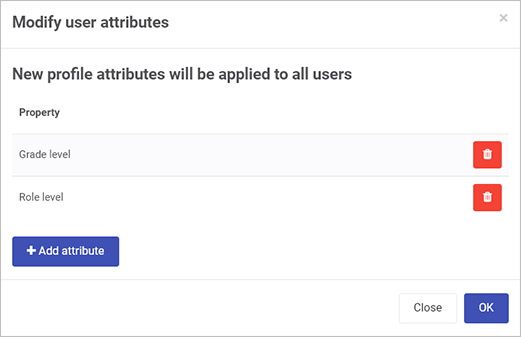 Modify user attributes
×
New profile attributes will be applied to all users
Property
Grade level
Role level
+ Add attribute
Close OK